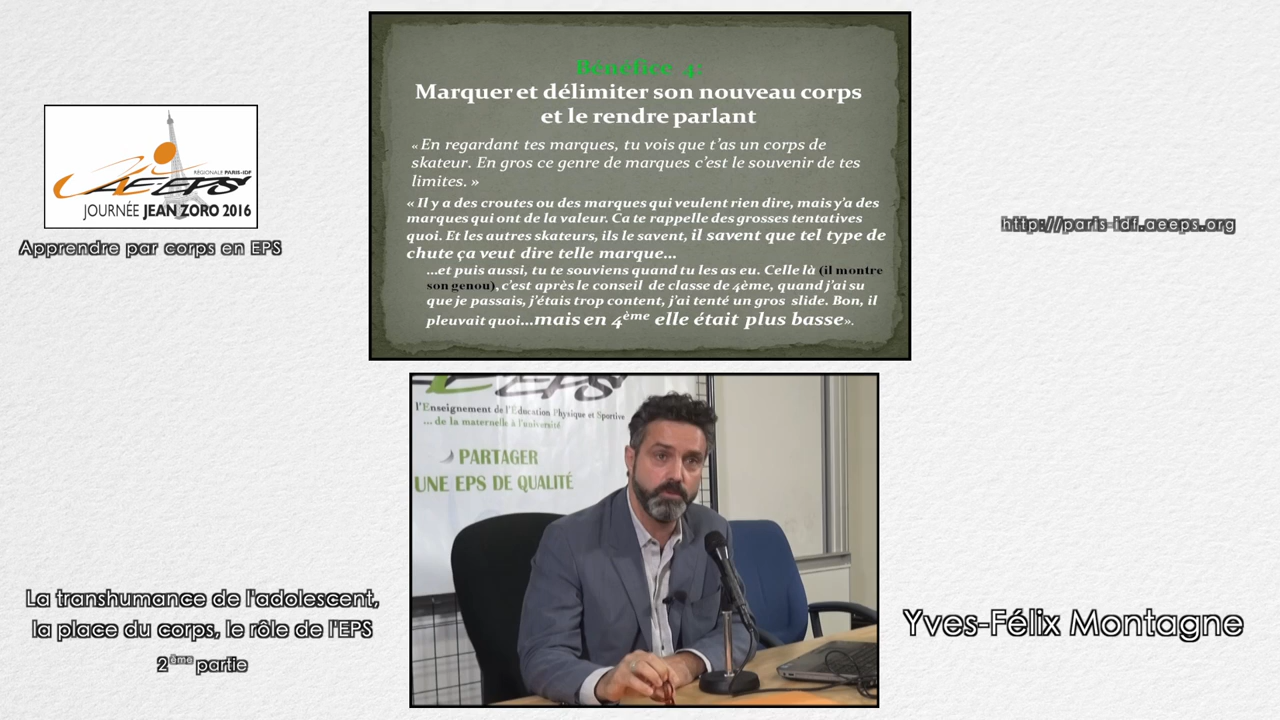 Bénéfice 4:
Marquer et délimiter son nouveau corps
et le rendre parlant
« En regardant tes marques, tu vois que t'as un corps de
skateur. En gros ce genre de marques c'est le souvenir de tes
limites. »
« Il y a des croutes ou des marques qui veulent rien dire, mais y'a des
marques qui ont de la valeur. Ca te rappelle des grosses tentatives
quoi. Et les autres skateurs, ils le savent, il savent que tel type de
chute ça veut dire telle marque...
...et puis aussi, tu te souviens quand tu les as eu. Celle là (il montre
son genou), c'est après le conseil de classe de 4ème, quand j'ai su
que je passais, j'étais trop content, j'ai tenté un gros slide. Bon, il
pleuvait quoi...mais en 4ème elle était plus basse».
RÉGIONALE PARIS-IDF
AE-EPS
JOURNÉE JEAN ZORO 2016
Apprendre par corps en EPS
http://paris-idf.aeeps.org
l'Enseignement de l'Éducation Physique et Sportive
... de la maternelle à l'université
PARTAGER
UNE EPS DE QUALITÉ
La transhumance de l'adolescent,
la place du corps, le rôle de l'EPS
2ème partie
Yves-Félix Montagne